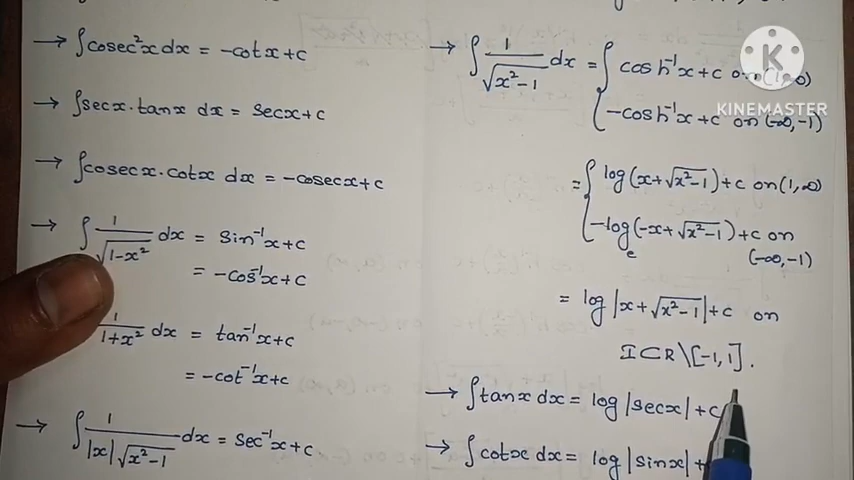 → ∫cosec²x dx = -cotx+c
→ ∫secx·tanx dx = secx+c
→ ∫cosecx·cotx dx = -cosecx+c
→ ∫ 1/√(1-x²) dx = sin⁻¹x+c
= -cos⁻¹x+c
1/(1+x²) dx = tan⁻¹x+c
= -cot⁻¹x+c
→ ∫ 1/(|x|√(x²-1)) dx = sec⁻¹x+c
→ ∫ 1/√(x²-1) dx = { cosh⁻¹x+c on (1,∞)
-cosh⁻¹x+c on (-∞,-1)
= { log(x+√(x²-1))+c on (1,∞)
-logₑ(-x+√(x²-1))+c on
(-∞,-1)
= log|x+√(x²-1)|+c on
I⊂R\[-1,1].
→ ∫tanx dx = log|secx|+c
→ ∫cotx dx = log|sinx|+
KINEMASTER